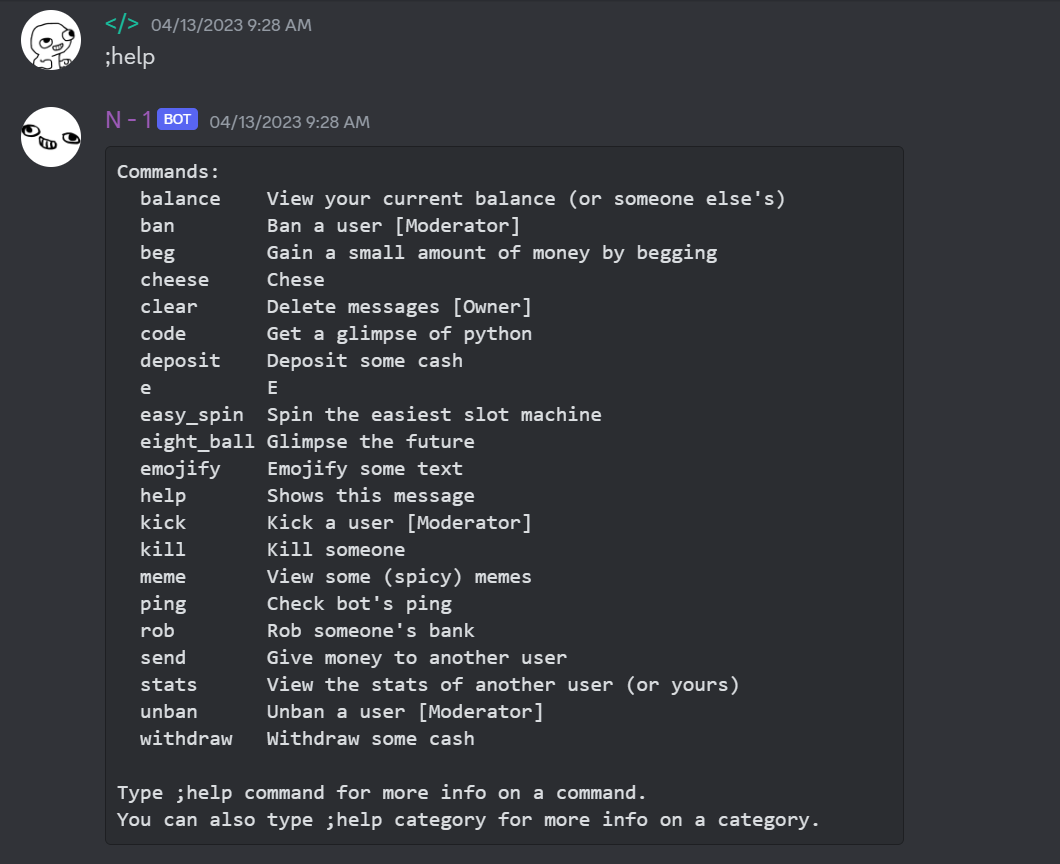 </> 04/13/2023 9:28 AM
;help
N - 1 BOT 04/13/2023 9:28 AM
Commands:
  balance    View your current balance (or someone else's)
  ban        Ban a user [Moderator]
  beg        Gain a small amount of money by begging
  cheese     Chese
  clear      Delete messages [Owner]
  code       Get a glimpse of python
  deposit    Deposit some cash
  e          E
  easy_spin  Spin the easiest slot machine
  eight_ball Glimpse the future
  emojify    Emojify some text
  help       Shows this message
  kick       Kick a user [Moderator]
  kill       Kill someone
  meme       View some (spicy) memes
  ping       Check bot's ping
  rob        Rob someone's bank
  send       Give money to another user
  stats      View the stats of another user (or yours)
  unban      Unban a user [Moderator]
  withdraw   Withdraw some cash
Type ;help command for more info on a command.
You can also type ;help category for more info on a category.